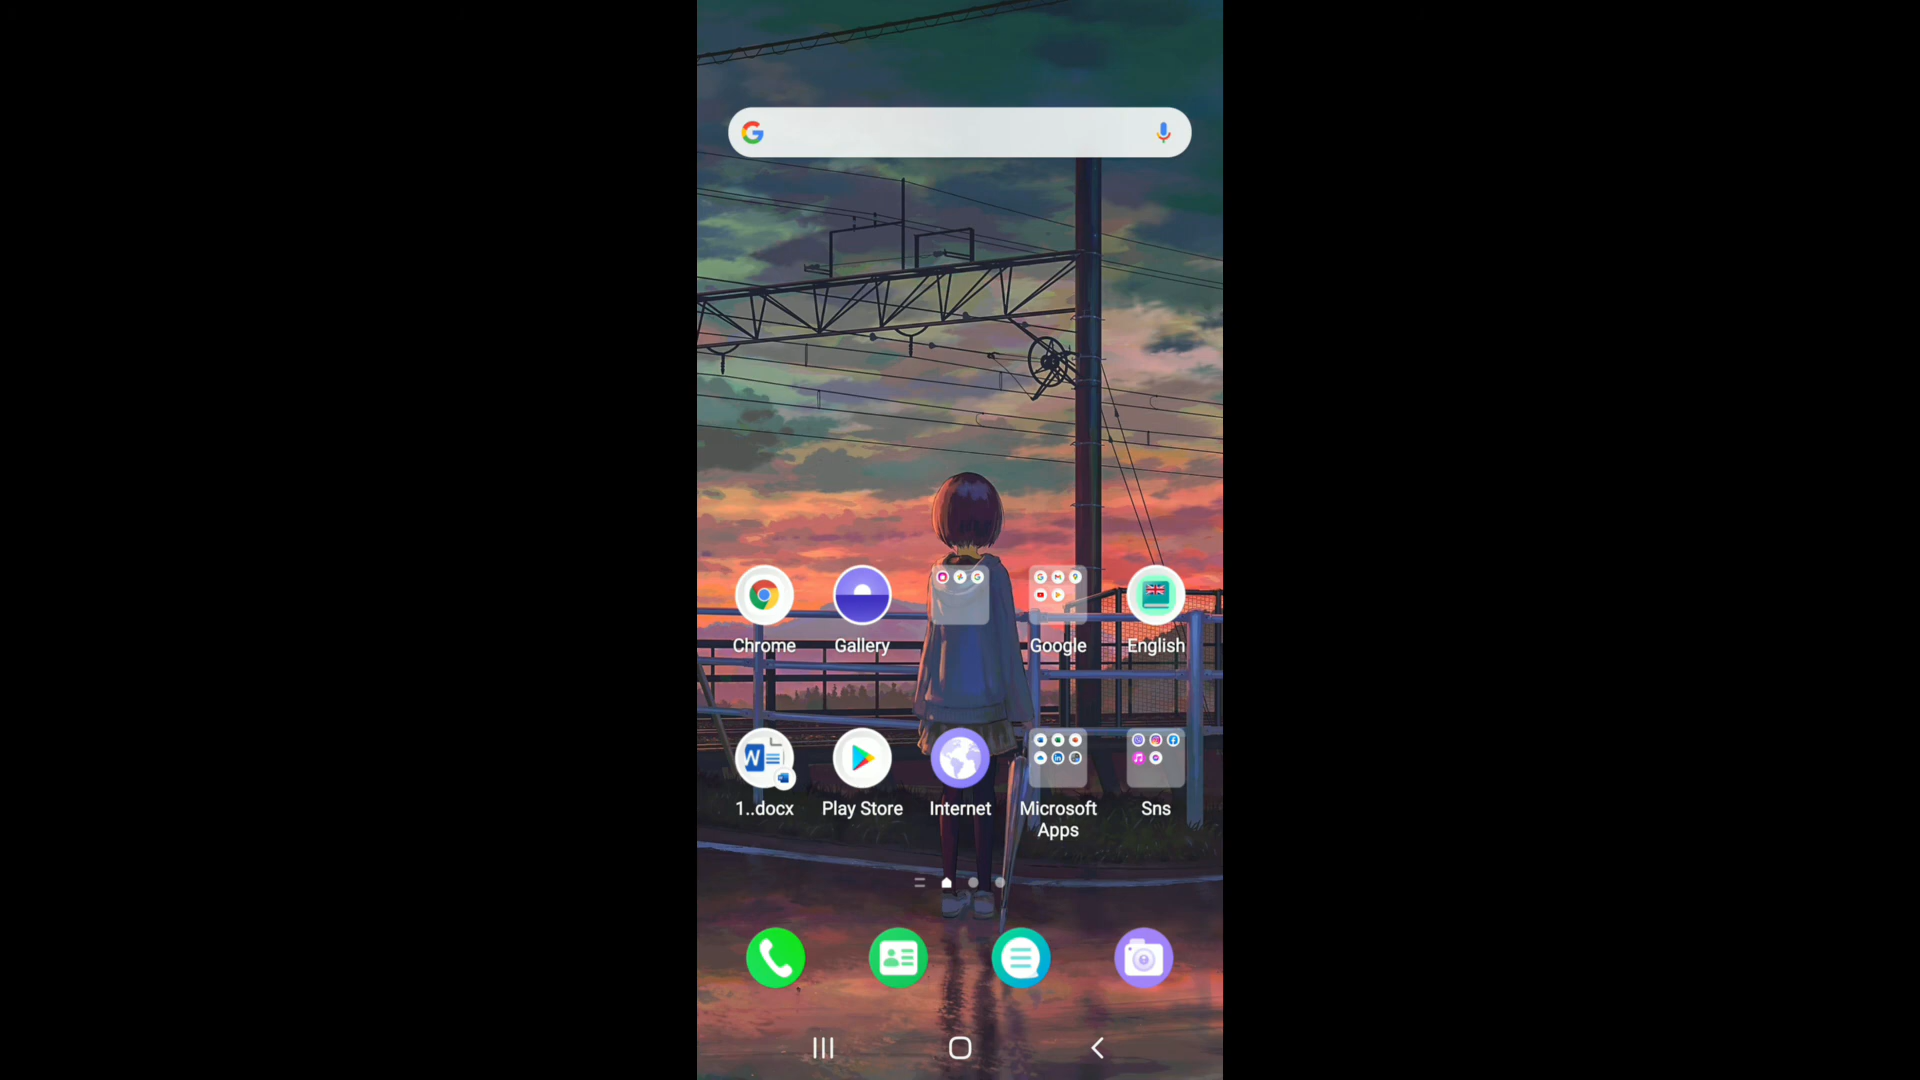 Chrome
Gallery
Google
English
1..docx
Play Store
Internet
Microsoft
Apps
Sns